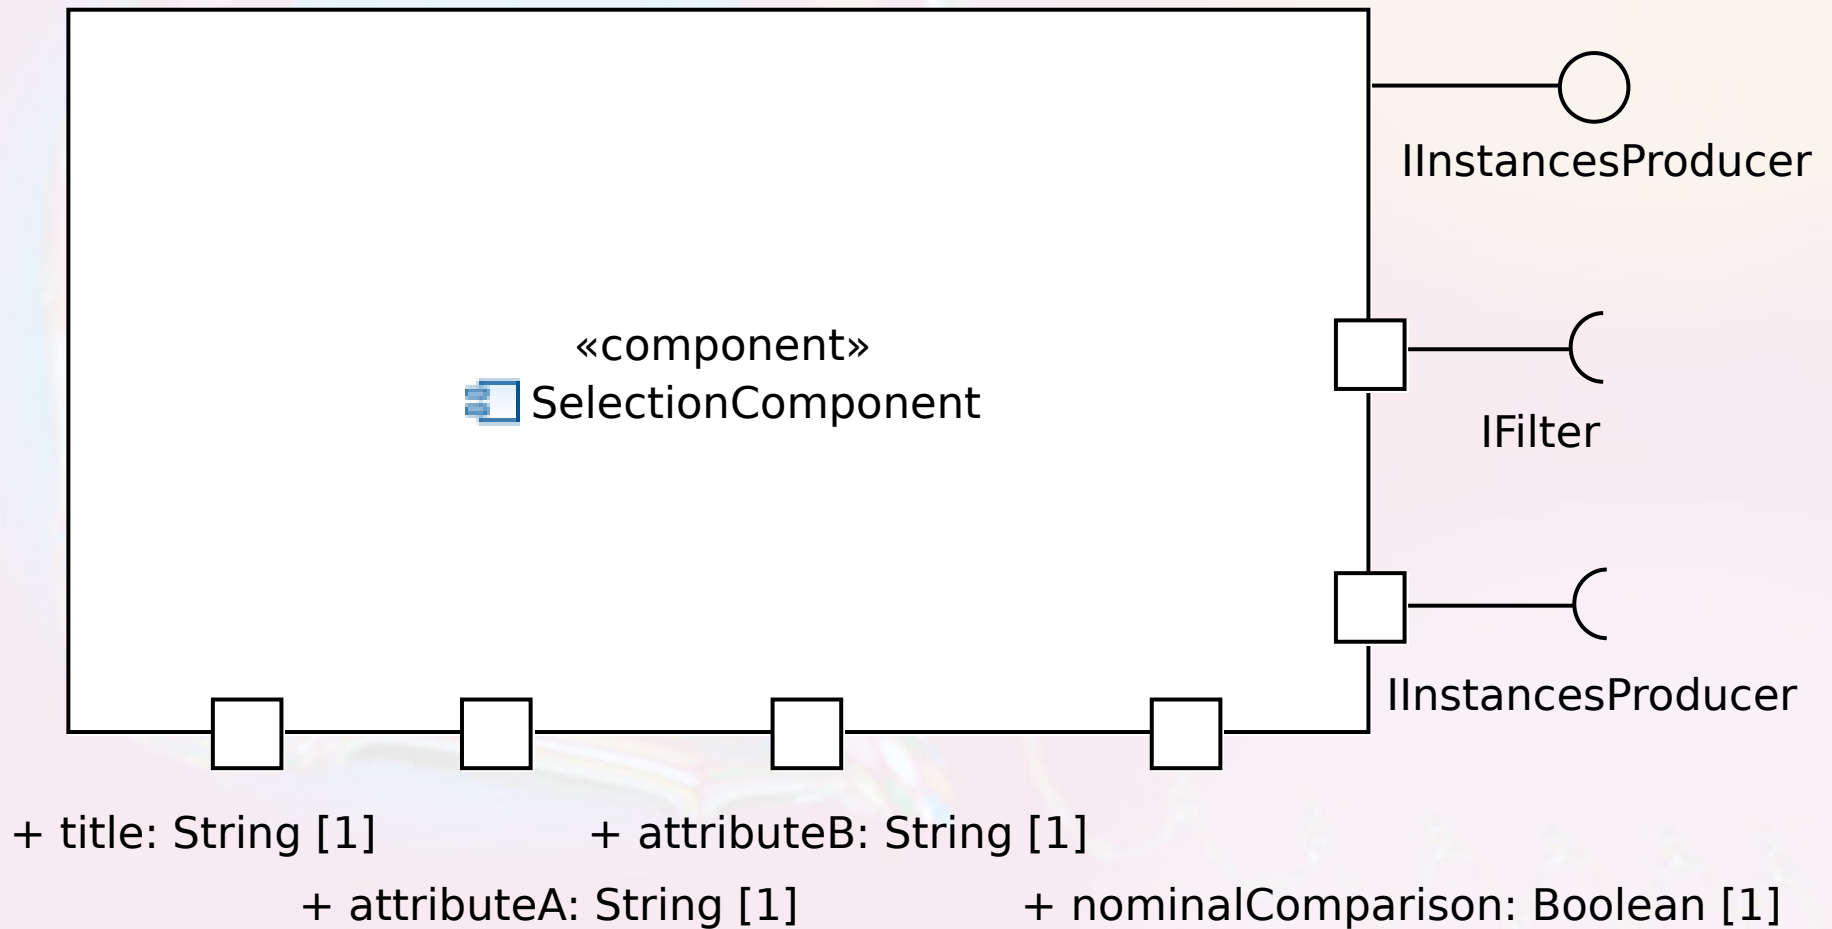 IInstancesProducer
«component»
SelectionComponent
IFilter
IInstancesProducer
+ title: String [1]
+ attributeB: String [1]
+ attributeA: String [1]
+ nominalComparison: Boolean [1]